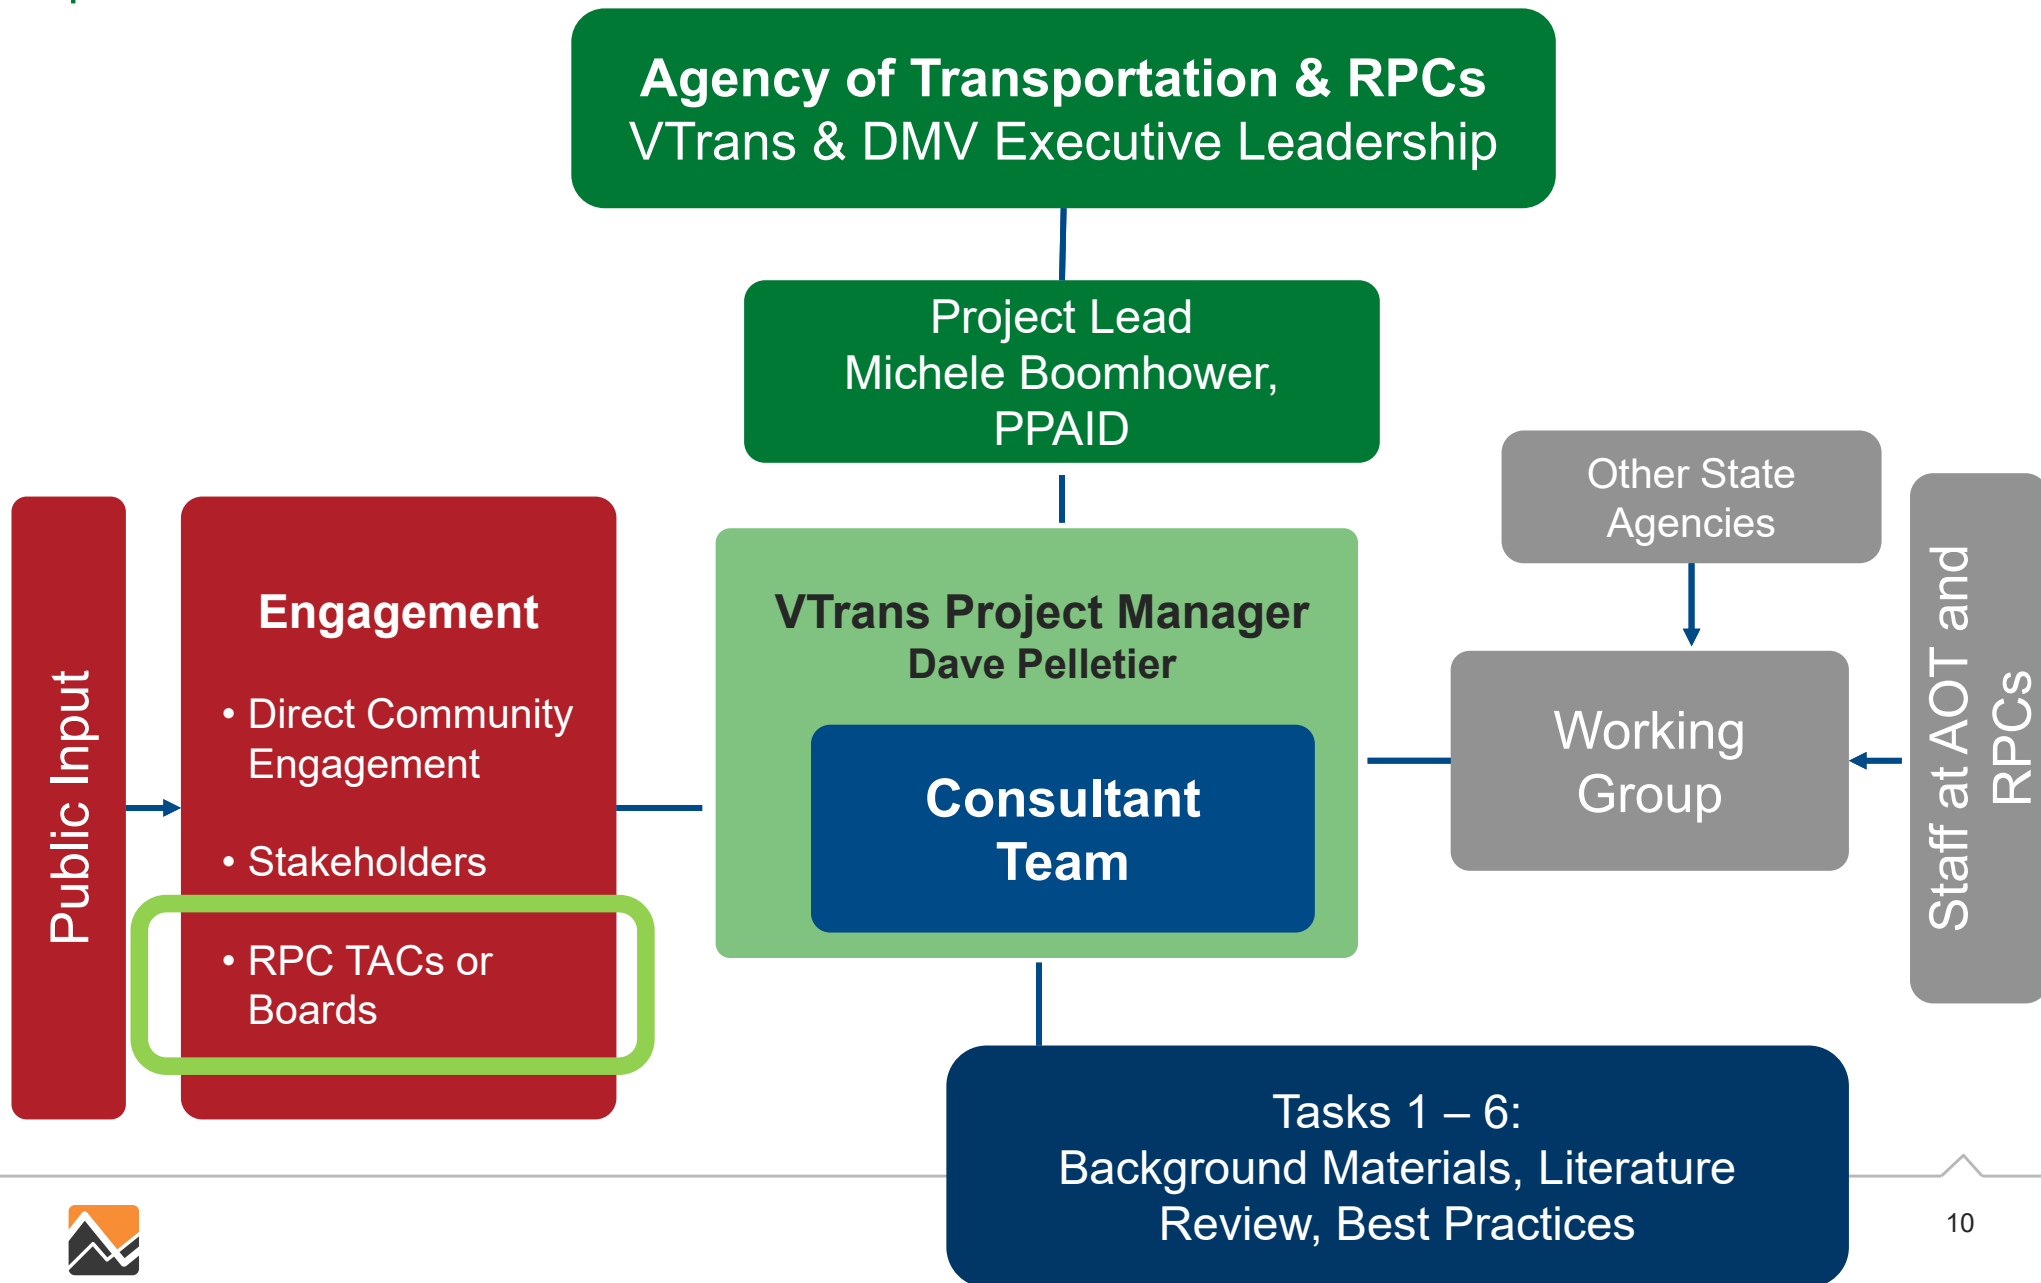 Agency of Transportation & RPCs
VTrans & DMV Executive Leadership
Project Lead
Michele Boomhower,
PPAID
Other State
Agencies
Staff at AOT and
RPCs
Public Input
Engagement
• Direct Community
Engagement
• Stakeholders
• RPC TACs or
Boards
VTrans Project Manager
Dave Pelletier
Consultant
Team
Working
Group
Tasks 1 – 6:
Background Materials, Literature
Review, Best Practices
10